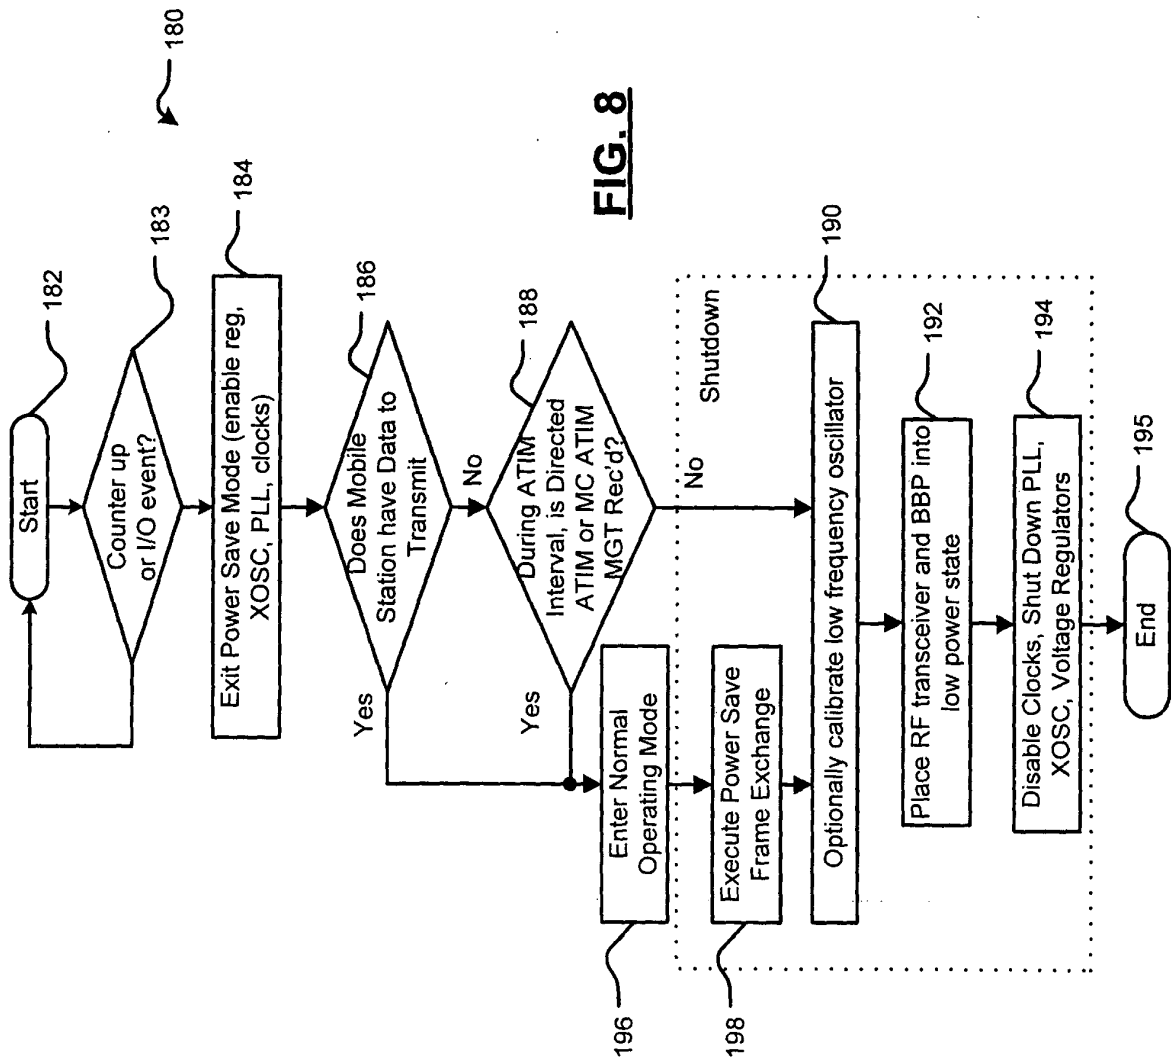 180
Start
182
Counter up
or I/O event?
183
Exit Power Save Mode (enable reg,
XOSC, PLL, clocks)
184
Does Mobile
Station have Data to
Transmit
186
Yes
No
During ATIM
Interval, is Directed
ATIM or MC ATIM
MGT Rec'd?
188
Yes
No
FIG. 8
Enter Normal
Operating Mode
196
Shutdown
Execute Power Save
Frame Exchange
198
Optionally calibrate low frequency oscillator
190
Place RF transceiver and BBP into
low power state
192
Disable Clocks, Shut Down PLL,
XOSC, Voltage Regulators
194
End
195